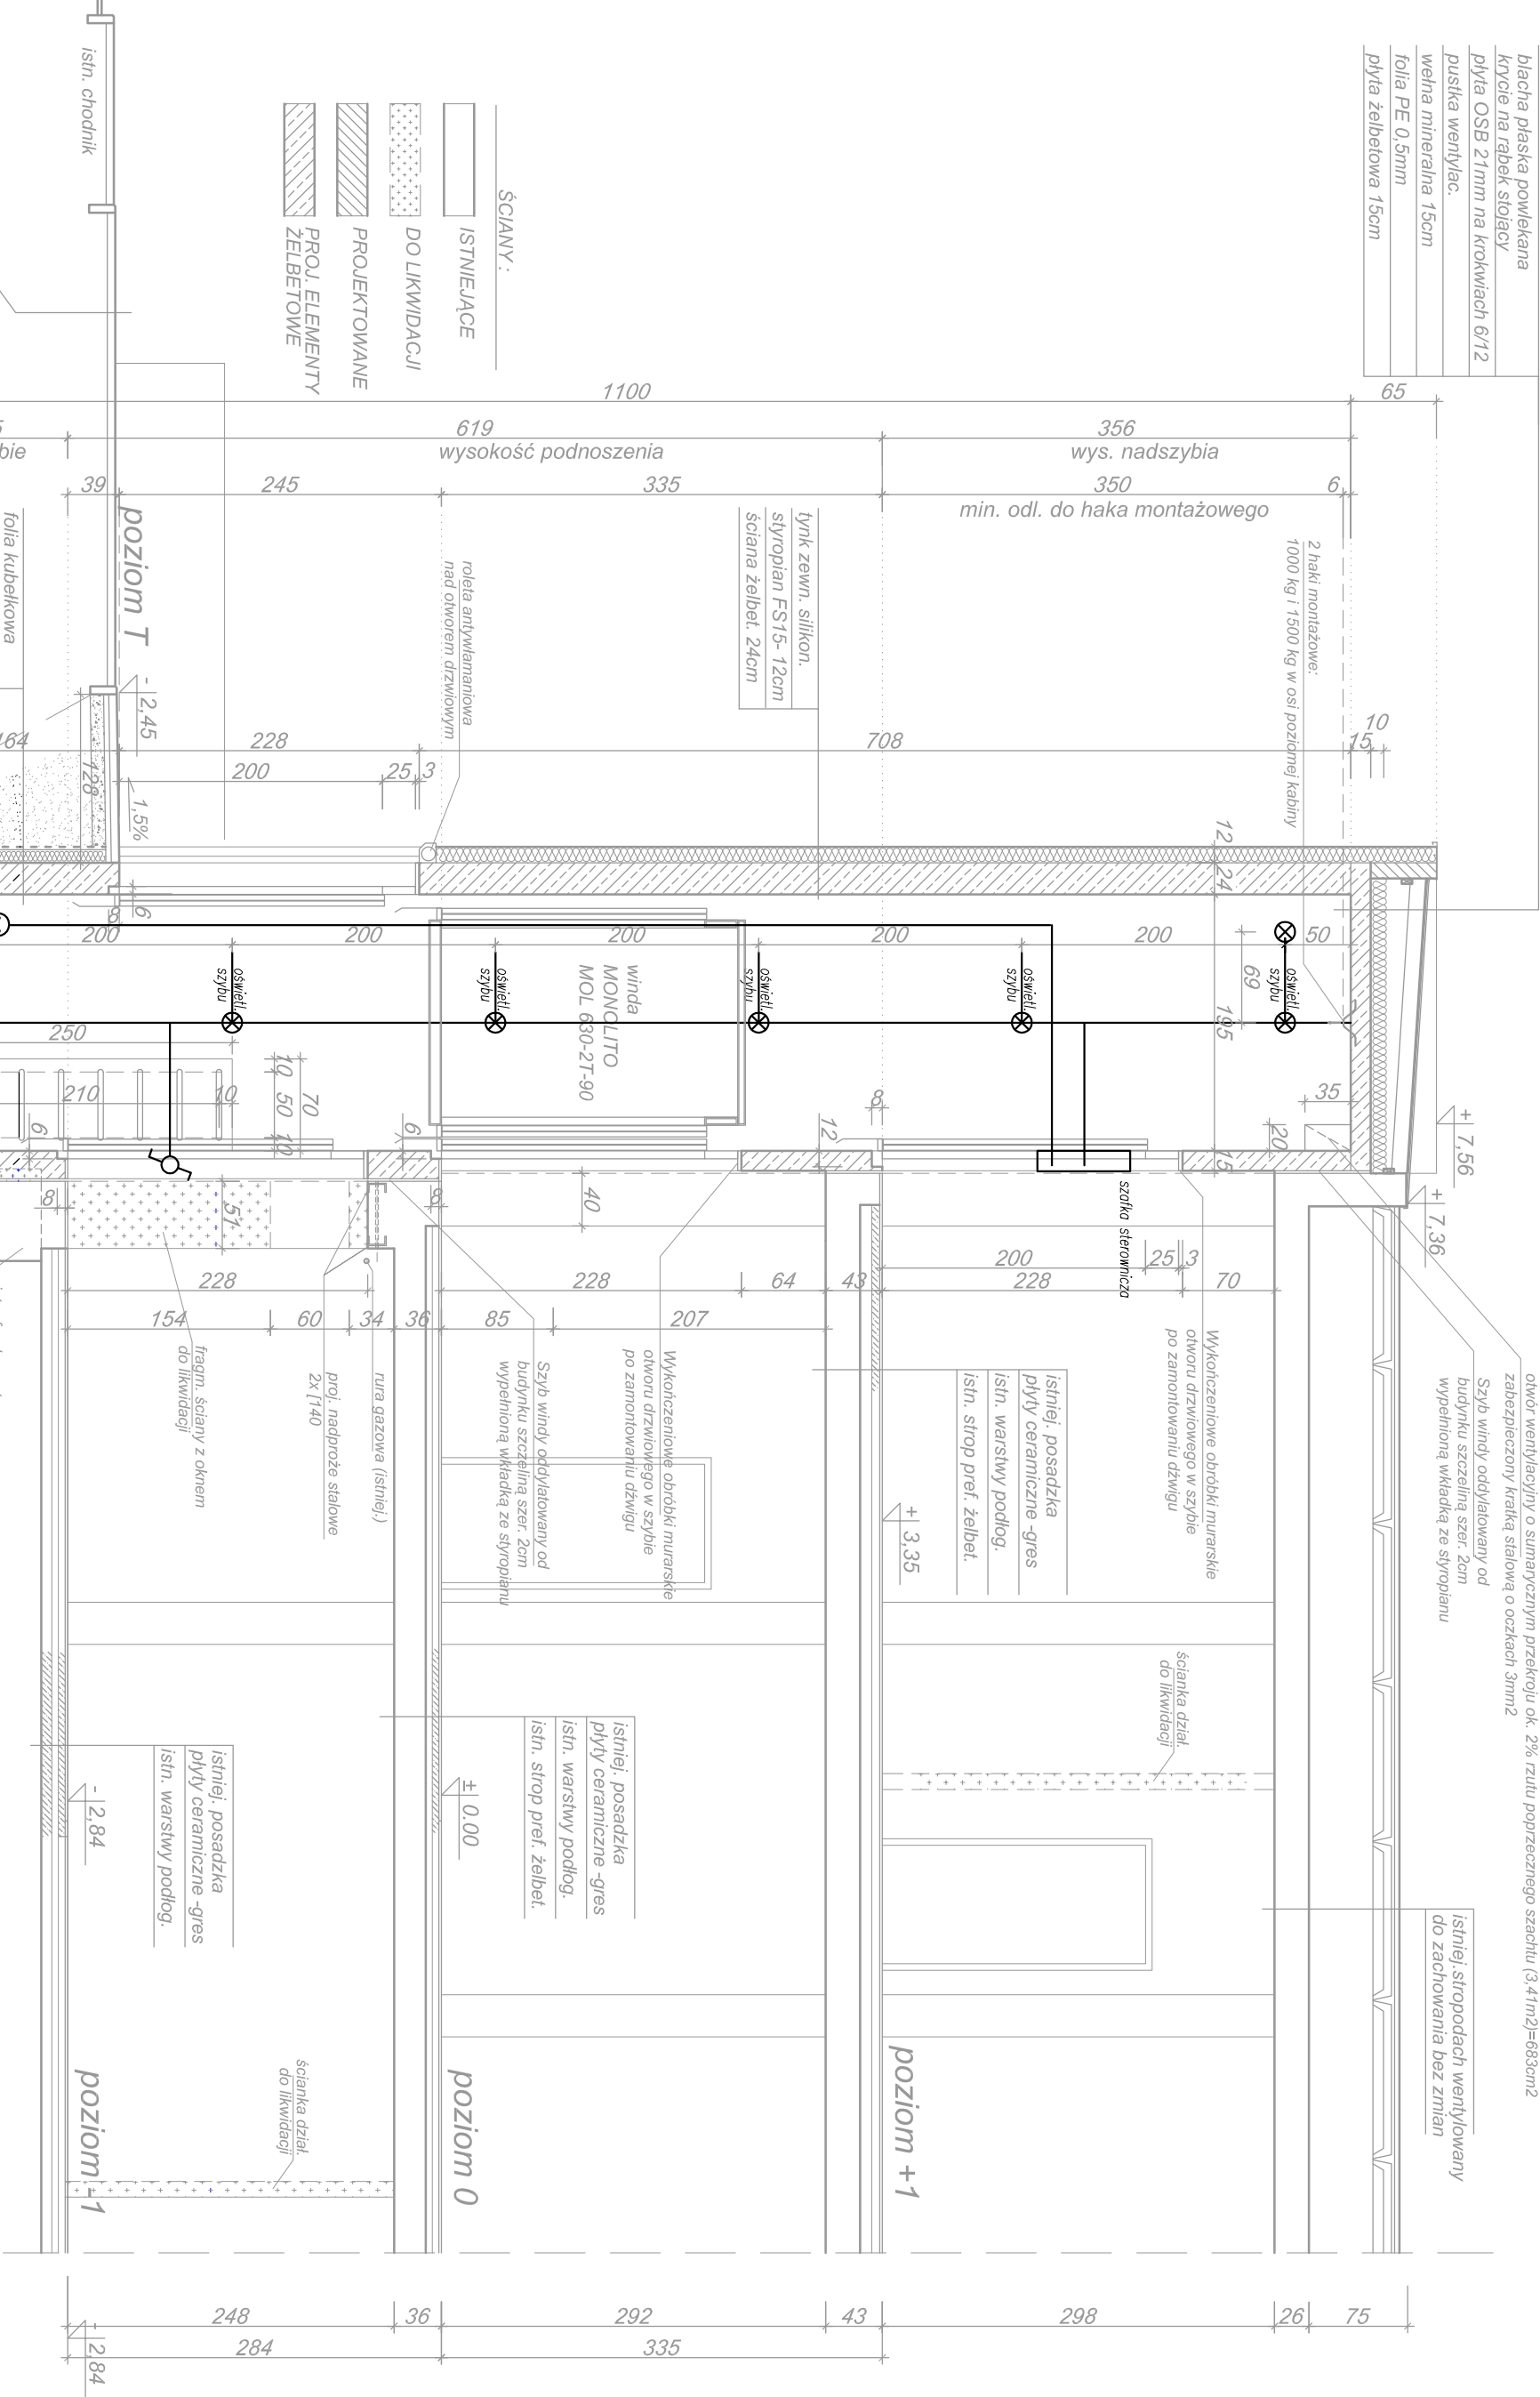 blacha płaska powlekana
krycie na rąbek stojący
płyta OSB 21mm na krokwiach 6/12
pustka wentylac.
wełna mineralna 15cm
folia PE 0,5mm
płyta żelbetowa 15cm
istn. chodnik
ŚCIANY :
ISTNIEJĄCE
DO LIKWIDACJI
PROJEKTOWANE
PROJ. ELEMENTY
ŻELBETOWE
1100
65
619
wysokość podnoszenia
356
wys. nadszybia
39
245
335
350
6
min. odl. do haka montażowego
folia kubełkowa
poziom T
- 2,45
1,5%
128
roleta antywłamaniowa
nad otworem drzwiowym
tynk zewn. silikon.
styropian FS15- 12cm
ściana żelbet. 24cm
2 haki montażowe:
1000 kg i 1500 kg w osi poziomej kabiny
228
708
15
10
200
25
3
12
24
195
15
8
6
200
200
200
200
200
50
69
oświetl.
szybu
oświetl.
szybu
oświetl.
szybu
oświetl.
szybu
oświetl.
szybu
winda
MONOLITO
MOL 630-2T-90
250
210
10
10
50
10
70
6
6
8
12
35
20
+ 7,56
+ 7,36
szafka sterownicza
8
51
8
40
228
228
64
43
200
25
3
228
70
154
60
34
36
85
207
fragm. ściany z oknem
do likwidacji
proj. nadproże stalowe
2x [140
rura gazowa (istniej.)
Szyb windy oddylatowany od
budynku szczeliną szer. 2cm
wypełnioną wkładką ze styropianu
Wykończeniowe obróbki murarskie
otworu drzwiowego w szybie
po zamontowaniu dźwigu
Wykończeniowe obróbki murarskie
otworu drzwiowego w szybie
po zamontowaniu dźwigu
istniej. posadzka
płyty ceramiczne -gres
istn. warstwy podłog.
istn. strop pref. żelbet.
+ 3,35
otwór wentylacyjny o sumarycznym przekroju ok. 2% rzutu poprzecznego szachtu (3,41m2)=683cm2
zabezpieczony kratką stalową o oczkach 3mm2
Szyb windy oddylatowany od
budynku szczeliną szer. 2cm
wypełnioną wkładką ze styropianu
ścianka dział.
do likwidacji
istniej.stropodach wentylowany
do zachowania bez zmian
istniej. posadzka
płyty ceramiczne -gres
istn. warstwy podłog.
istn. strop pref. żelbet.
± 0.00
istniej. posadzka
płyty ceramiczne -gres
istn. warstwy podłog.
- 2,84
ścianka dział.
do likwidacji
poziom -1
poziom 0
poziom +1
248
36
292
43
298
26
75
284
335
- 2,84